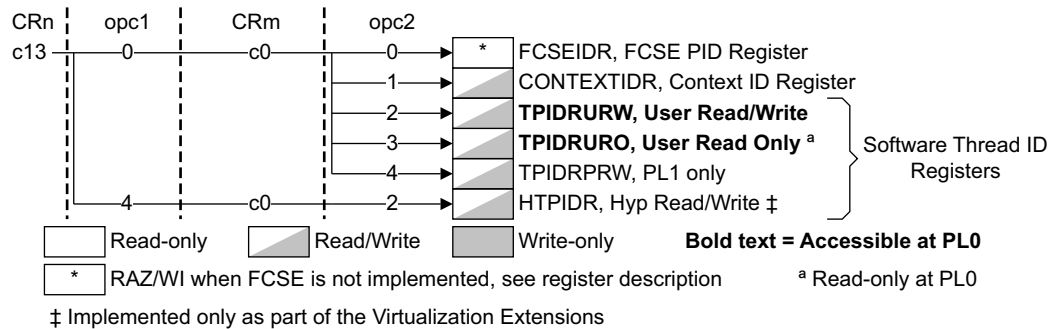 CRn opc1 CRm opc2
c13 0 c0 0 * FCSEIDR, FCSE PID Register
1 CONTEXTIDR, Context ID Register
2 TPIDRURW, User Read/Write
3 TPIDRURO, User Read Only ª
4 TPIDRPRW, PL1 only
4 c0 2 HTPIDR, Hyp Read/Write ‡
Software Thread ID
Registers
Read-only Read/Write Write-only Bold text = Accessible at PL0
* RAZ/WI when FCSE is not implemented, see register description ª Read-only at PL0
‡ Implemented only as part of the Virtualization Extensions